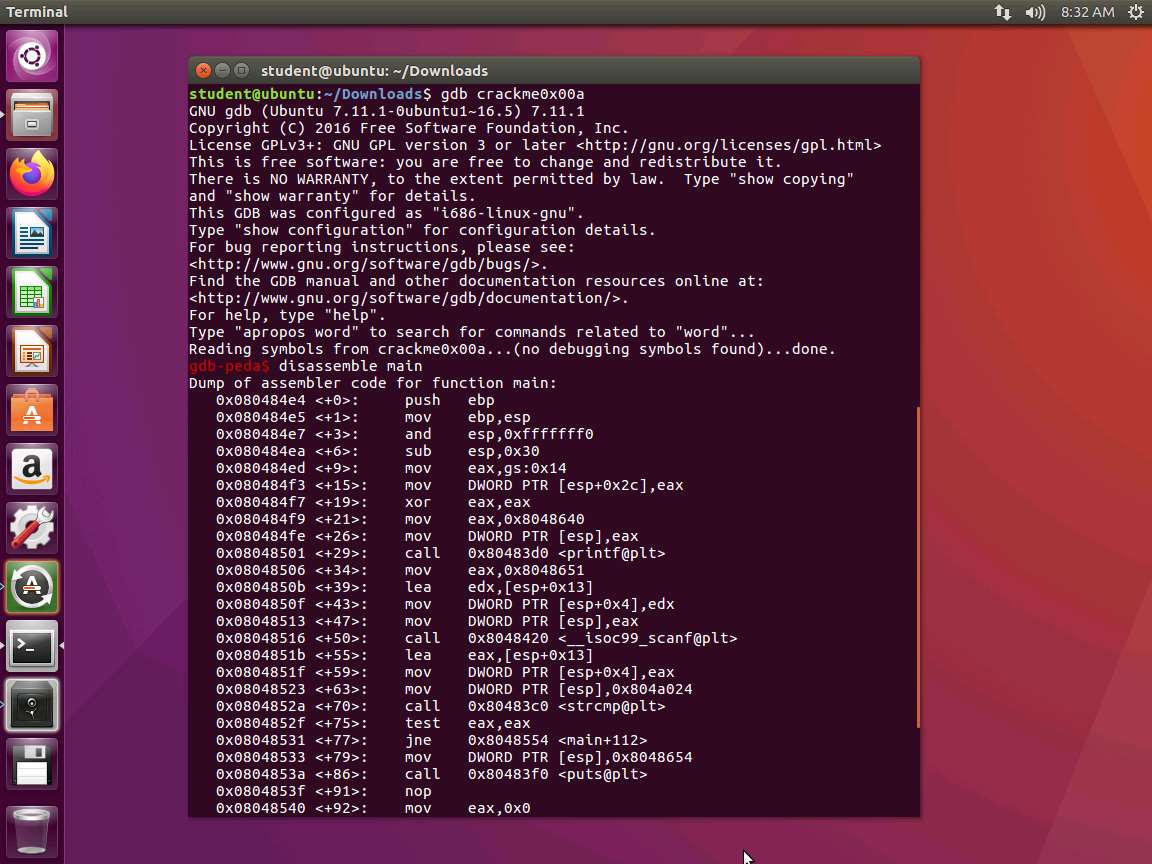 Terminal
8:32 AM
student@ubuntu: ~/Downloads
student@ubuntu:~/Downloads$ gdb crackme0x00a
GNU gdb (Ubuntu 7.11.1-0ubuntu1~16.5) 7.11.1
Copyright (C) 2016 Free Software Foundation, Inc.
License GPLv3+: GNU GPL version 3 or later <http://gnu.org/licenses/gpl.html>
This is free software: you are free to change and redistribute it.
There is NO WARRANTY, to the extent permitted by law.  Type "show copying"
and "show warranty" for details.
This GDB was configured as "i686-linux-gnu".
Type "show configuration" for configuration details.
For bug reporting instructions, please see:
<http://www.gnu.org/software/gdb/bugs/>.
Find the GDB manual and other documentation resources online at:
<http://www.gnu.org/software/gdb/documentation/>.
For help, type "help".
Type "apropos word" to search for commands related to "word"...
Reading symbols from crackme0x00a...(no debugging symbols found)...done.
gdb-peda$ disassemble main
Dump of assembler code for function main:
   0x080484e4 <+0>:     push   ebp
   0x080484e5 <+1>:     mov    ebp,esp
   0x080484e7 <+3>:     and    esp,0xfffffff0
   0x080484ea <+6>:     sub    esp,0x30
   0x080484ed <+9>:     mov    eax,gs:0x14
   0x080484f3 <+15>:    mov    DWORD PTR [esp+0x2c],eax
   0x080484f7 <+19>:    xor    eax,eax
   0x080484f9 <+21>:    mov    eax,0x8048640
   0x080484fe <+26>:    mov    DWORD PTR [esp],eax
   0x08048501 <+29>:    call   0x80483d0 <printf@plt>
   0x08048506 <+34>:    mov    eax,0x8048651
   0x0804850b <+39>:    lea    edx,[esp+0x13]
   0x0804850f <+43>:    mov    DWORD PTR [esp+0x4],edx
   0x08048513 <+47>:    mov    DWORD PTR [esp],eax
   0x08048516 <+50>:    call   0x8048420 <__isoc99_scanf@plt>
   0x0804851b <+55>:    lea    eax,[esp+0x13]
   0x0804851f <+59>:    mov    DWORD PTR [esp+0x4],eax
   0x08048523 <+63>:    mov    DWORD PTR [esp],0x804a024
   0x0804852a <+70>:    call   0x80483c0 <strcmp@plt>
   0x0804852f <+75>:    test   eax,eax
   0x08048531 <+77>:    jne    0x8048554 <main+112>
   0x08048533 <+79>:    mov    DWORD PTR [esp],0x8048654
   0x0804853a <+86>:    call   0x80483f0 <puts@plt>
   0x0804853f <+91>:    nop
   0x08048540 <+92>:    mov    eax,0x0